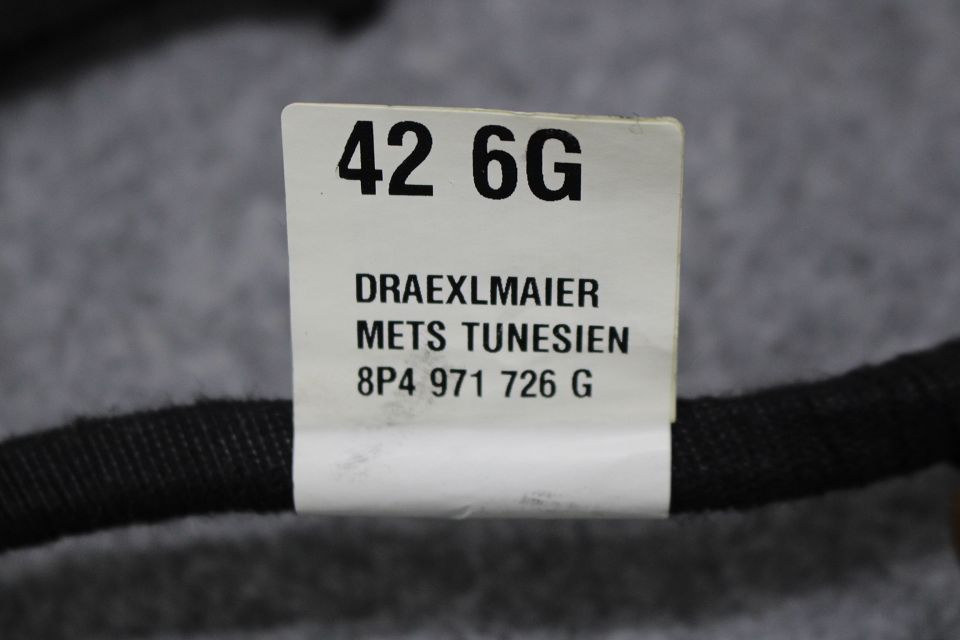 42 6G
DRAEXLMAIER
METS TUNESIEN
8P4 971 726 G